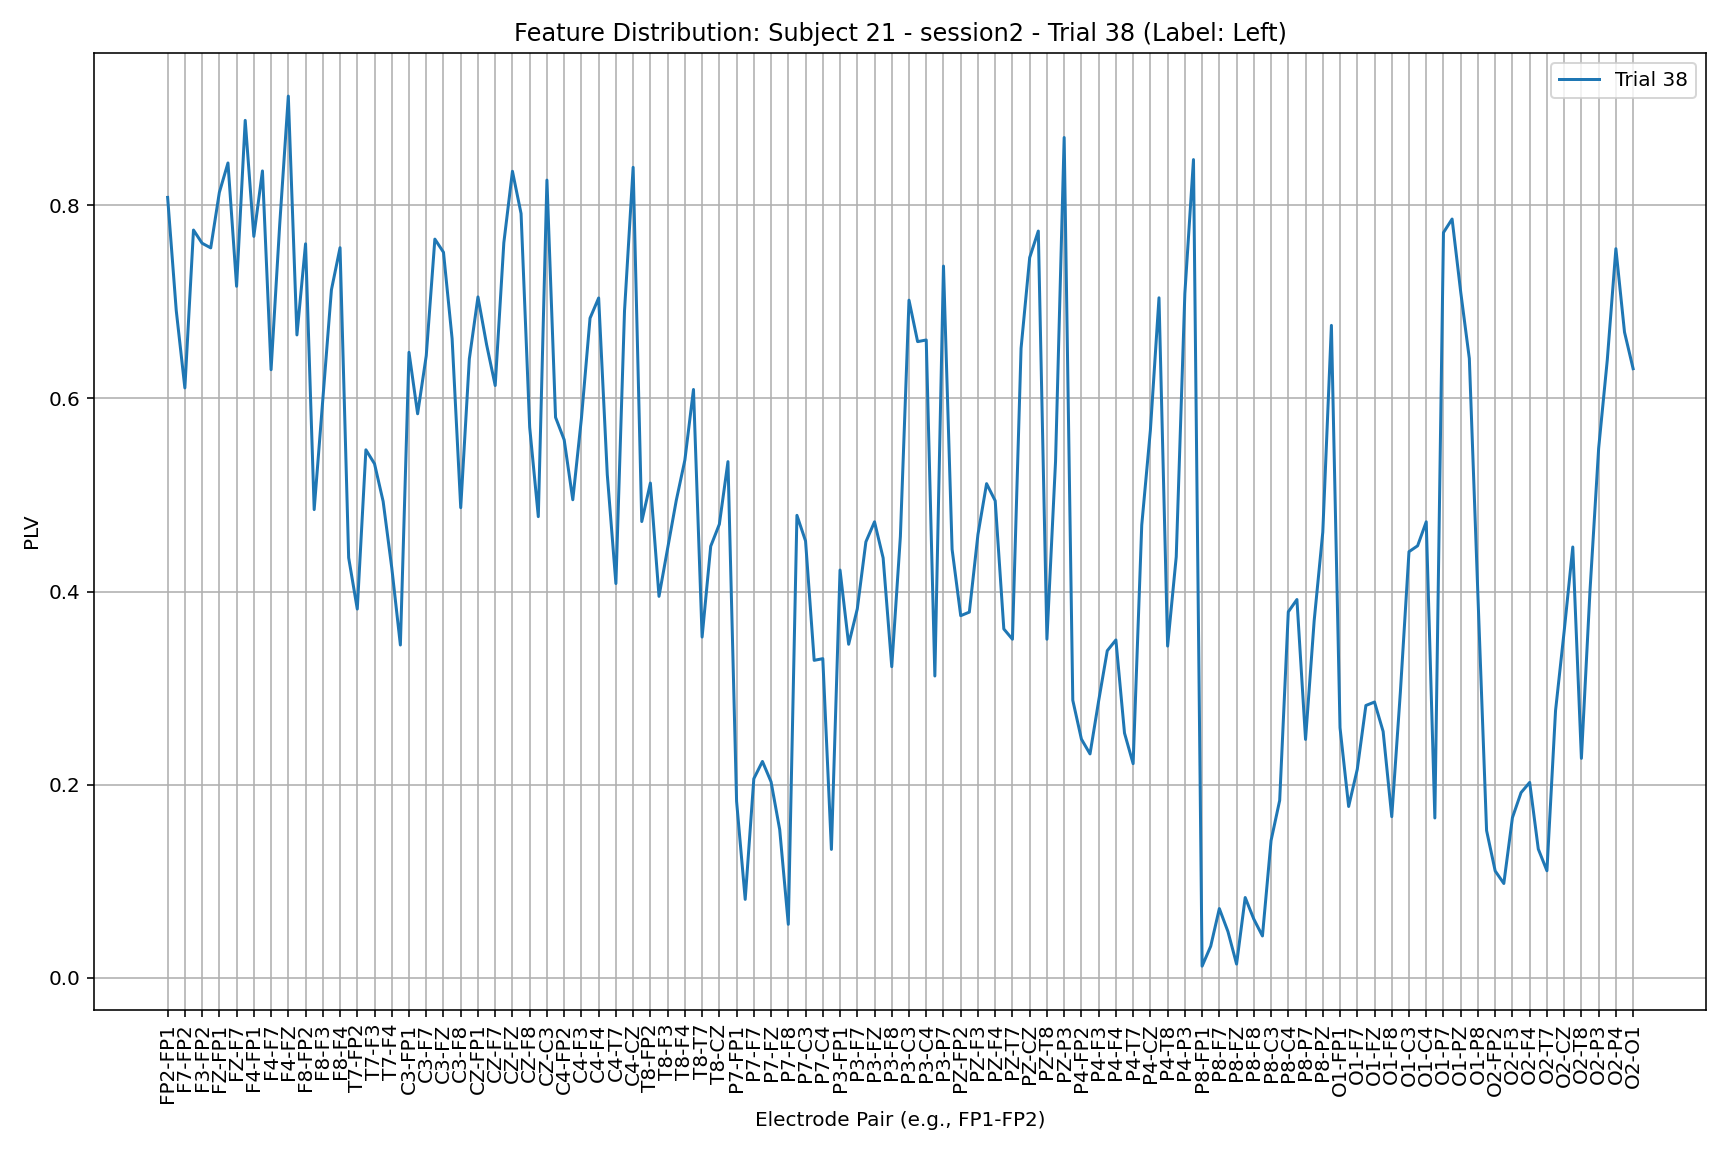 Feature Distribution: Subject 21 - session2 - Trial 38 (Label: Left)
Trial 38
PLV
0.8
0.6
0.4
0.2
0.0
FP2-FP1
F7-FP2
F3-FP2
FZ-FP1
FZ-F7
F4-FP1
F4-F7
F4-FZ
F8-FP2
F8-F3
F8-F4
T7-FP2
T7-F3
T7-F4
C3-FP1
C3-F7
C3-FZ
C3-F8
CZ-FP1
CZ-F7
CZ-FZ
CZ-F8
CZ-C3
C4-FP2
C4-F3
C4-F4
C4-T7
C4-CZ
T8-FP2
T8-F3
T8-F4
T8-T7
T8-CZ
P7-FP1
P7-F7
P7-FZ
P7-F8
P7-C3
P7-C4
P3-FP1
P3-F7
P3-FZ
P3-F8
P3-C3
P3-C4
P3-P7
PZ-FP2
PZ-F3
PZ-F4
PZ-T7
PZ-CZ
PZ-T8
PZ-P3
P4-FP2
P4-F3
P4-F4
P4-T7
P4-CZ
P4-T8
P4-P3
P8-FP1
P8-F7
P8-FZ
P8-F8
P8-C3
P8-C4
P8-P7
P8-PZ
O1-FP1
O1-F7
O1-FZ
O1-F8
O1-C3
O1-C4
O1-P7
O1-PZ
O1-P8
O2-FP2
O2-F3
O2-F4
O2-T7
O2-CZ
O2-T8
O2-P3
O2-P4
O2-O1
Electrode Pair (e.g., FP1-FP2)